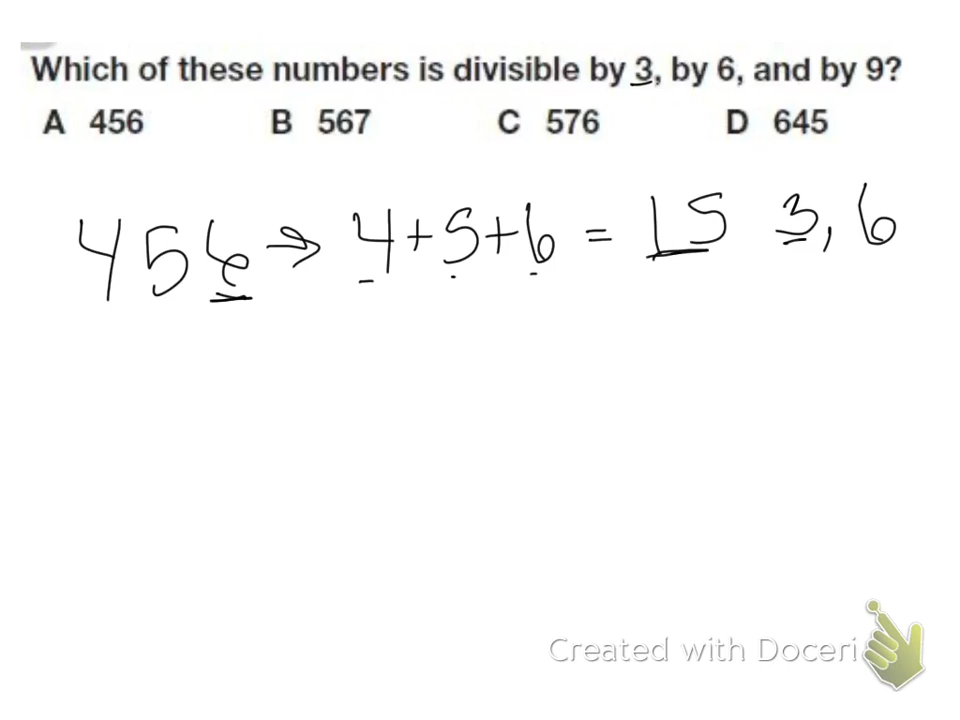 Which of these numbers is divisible by 3, by 6, and by 9?
A 456 B 567 C 576 D 645
456 → 4+5+6 = 15 3, 6
Created with Doceri